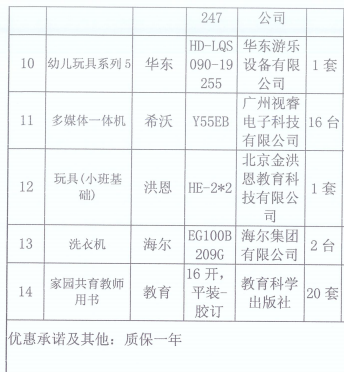 247 公司
10 幼儿玩具系列5 华东 HD-LQS090-19255 华东游乐设备有限公司 1套
11 多媒体一体机 希沃 Y55EB 广州视睿电子科技有限公司 16台
12 玩具(小班基础) 洪恩 HE-2*2 北京金洪恩教育科技有限公司 1套
13 洗衣机 海尔 EG100B209G 海尔集团有限公司 2台
14 家园共育教师用书 教育 16开，平装-胶订 教育科学出版社 20套
优惠承诺及其他：质保一年